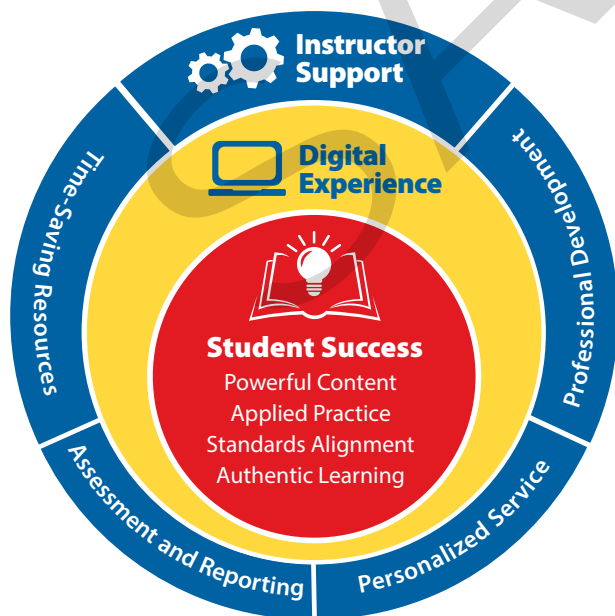 Instructor
Support
Digital
Experience
Student Success
Powerful Content
Applied Practice
Standards Alignment
Authentic Learning
Time-Saving Resources
Professional Development
Assessment and Reporting
Personalized Service